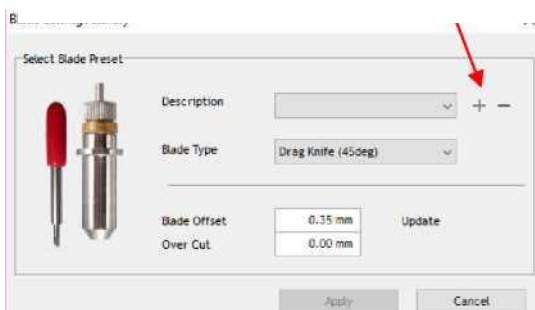 Select Blade Preset
Description
+ −
Blade Type
Drag Knife (45deg)
Blade Offset
0.35 mm
Update
Over Cut
0.00 mm
Apply
Cancel